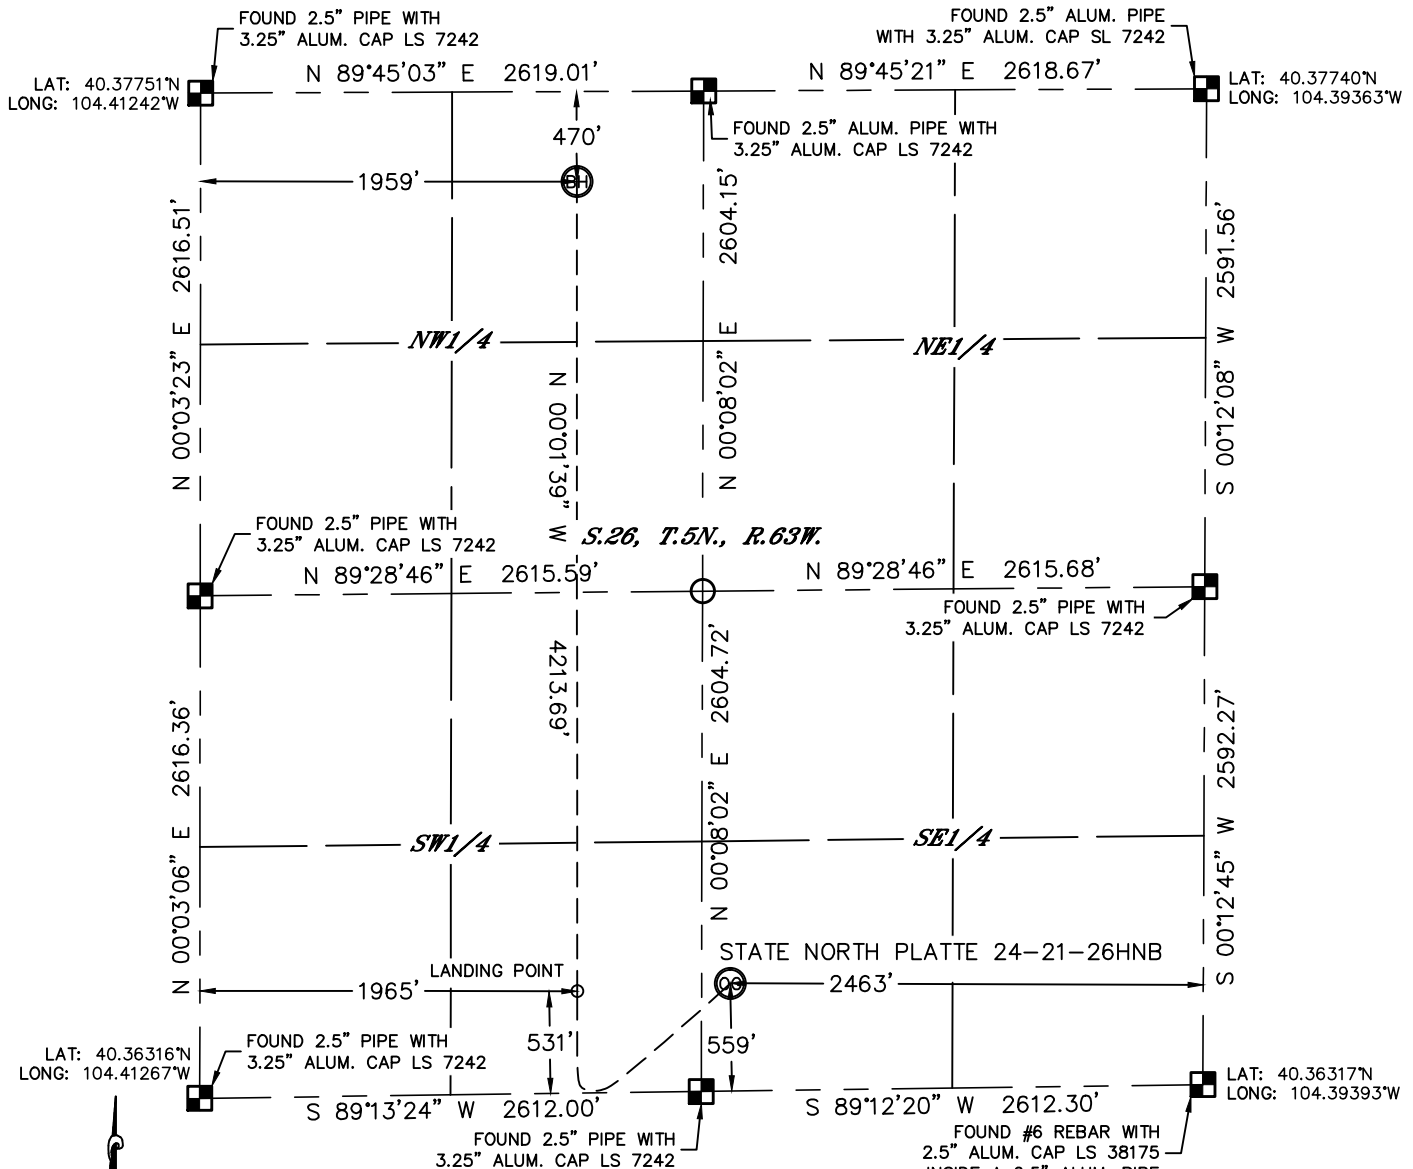 FOUND 2.5" PIPE WITH
3.25" ALUM. CAP LS 7242
FOUND 2.5" ALUM. PIPE
WITH 3.25" ALUM. CAP SL 7242
LAT: 40.37751°N
LONG: 104.41242°W
N 89°45'03" E 2619.01'
N 89°45'21" E 2618.67'
LAT: 40.37740°N
LONG: 104.39363°W
FOUND 2.5" ALUM. PIPE WITH
3.25" ALUM. CAP LS 7242
470'
BH
1959'
N 00°03'23" E 2616.51'
N 00°08'02" E 2604.15'
S 00°12'08" W 2591.56'
NW1/4
NE1/4
N 00°01'39" W 4213.69'
S.26, T.5N., R.63W.
FOUND 2.5" PIPE WITH
3.25" ALUM. CAP LS 7242
N 89°28'46" E 2615.59'
N 89°28'46" E 2615.68'
FOUND 2.5" PIPE WITH
3.25" ALUM. CAP LS 7242
N 00°03'06" E 2616.36'
N 00°08'02" E 2604.72'
S 00°12'45" W 2592.27'
SW1/4
SE1/4
STATE NORTH PLATTE 24-21-26HNB
LANDING POINT
1965'
OG
2463'
531'
559'
FOUND 2.5" PIPE WITH
3.25" ALUM. CAP LS 7242
LAT: 40.36316°N
LONG: 104.41267°W
LAT: 40.36317°N
LONG: 104.39393°W
S 89°13'24" W 2612.00'
S 89°12'20" W 2612.30'
FOUND 2.5" PIPE WITH
3.25" ALUM. CAP LS 7242
FOUND #6 REBAR WITH
2.5" ALUM. CAP LS 38175
INSIDE A 2.5" ALUM. PIPE